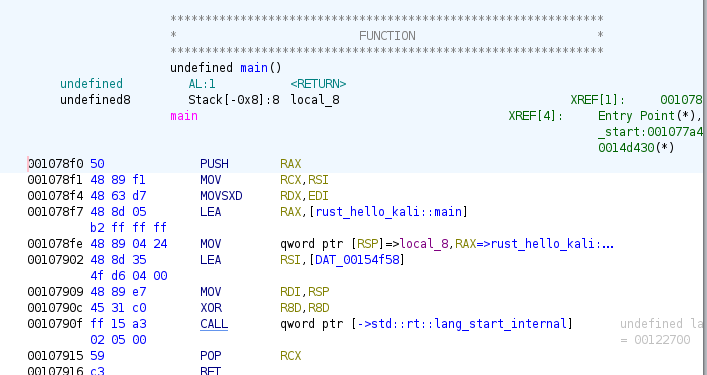 ************************************************************** 
* FUNCTION *
************************************************************** 
undefined main()
undefined AL:1 <RETURN>
undefined8 Stack[-0x8]:8 local_8 XREF[1]: 001078
main XREF[4]: Entry Point(*),
_start:001077a4
0014d430(*)
001078f0 50 PUSH RAX
001078f1 48 89 f1 MOV RCX,RSI
001078f4 48 63 d7 MOVSXD RDX,EDI
001078f7 48 8d 05 LEA RAX,[rust_hello_kali::main]
b2 ff ff ff
001078fe 48 89 04 24 MOV qword ptr [RSP]=>local_8,RAX=>rust_hello_kali:...
00107902 48 8d 35 LEA RSI,[DAT_00154f58]
4f d6 04 00
00107909 48 89 e7 MOV RDI,RSP
0010790c 45 31 c0 XOR R8D,R8D
0010790f ff 15 a3 CALL qword ptr [->std::rt::lang_start_internal] undefined la
02 05 00 = 00122700
00107915 59 POP RCX
00107916 c3 RET